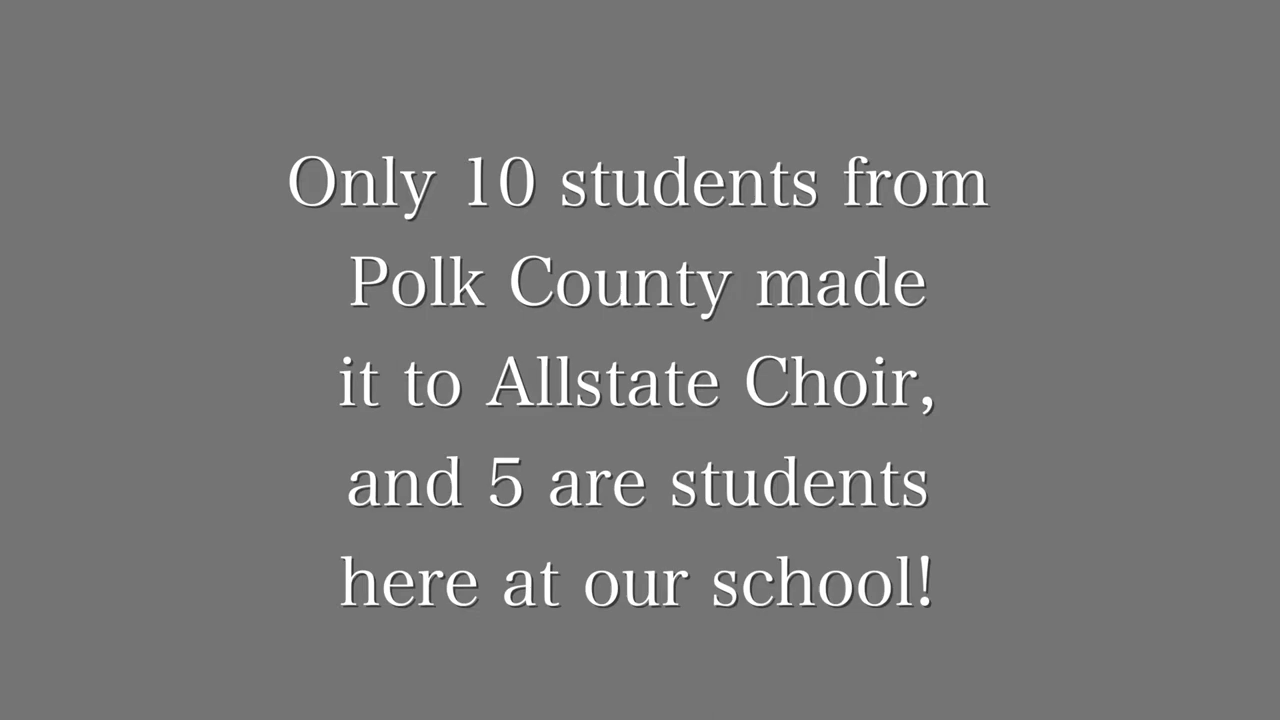 Only 10 students from
Polk County made
it to Allstate Choir,
and 5 are students
here at our school!